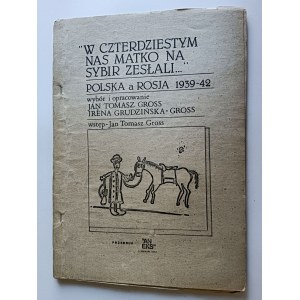 "W CZTERDZIESTYM
NAS MATKO NA
SYBIR ZESŁALI..."
POLSKA a ROSJA 1939-42
wybór i opracowanie
JAN TOMASZ GROSS
IRENA GRUDZIŃSKA-GROSS
wstęp-Jan Tomasz Gross